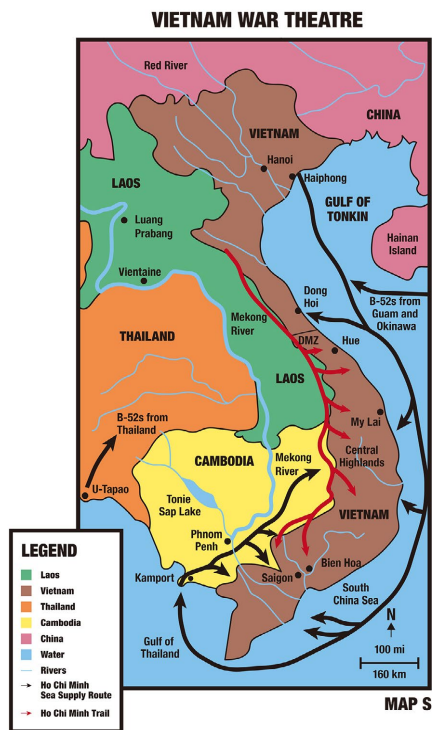 VIETNAM WAR THEATRE
Red River
CHINA
VIETNAM
Hanoi
Haiphong
LAOS
GULF OF
TONKIN
Luang
Prabang
Hainan
Island
Vientaine
Dong
Hoi
B-52s from
Guam and
Okinawa
Mekong
River
THAILAND
DMZ
Hue
LAOS
B-52s from
Thailand
My Lai
CAMBODIA
Mekong
River
Central
Highlands
U-Tapao
Tonie
Sap Lake
VIETNAM
Phnom
Penh
Bien Hoa
Kamport
Saigon
South
China Sea
N
Gulf of
Thailand
100 mi
160 km
LEGEND
Laos
Vietnam
Thailand
Cambodia
China
Water
Rivers
Ho Chi Minh
Sea Supply Route
Ho Chi Minh Trail
MAP S